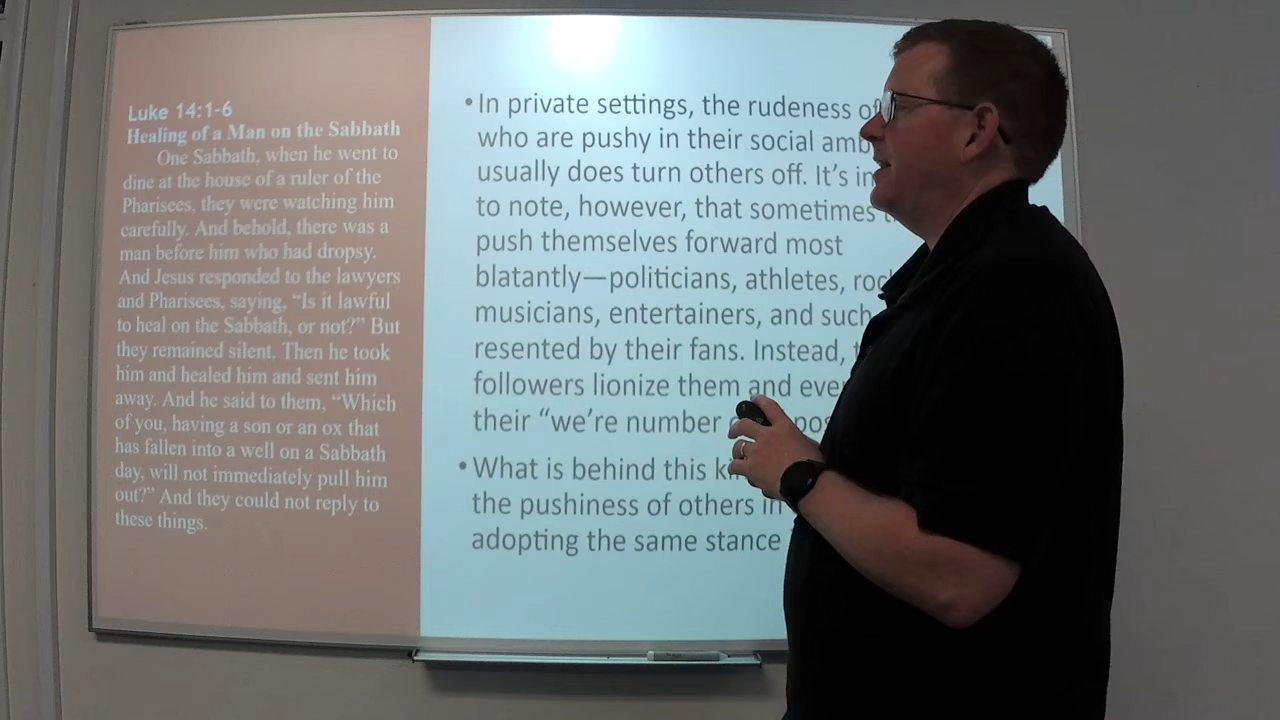 Luke 14:1-6
Healing of a Man on the Sabbath
One Sabbath, when he went to
dine at the house of a ruler of the
Pharisees, they were watching him
carefully. And behold, there was a
man before him who had dropsy.
And Jesus responded to the lawyers
and Pharisees, saying, “Is it lawful
to heal on the Sabbath, or not?” But
they remained silent. Then he took
him and healed him and sent him
away. And he said to them, “Which
of you, having a son or an ox that
has fallen into a well on a Sabbath
day, will not immediately pull him
out?” And they could not reply to
these things.
• In private settings, the rudeness of
who are pushy in their social
usually does turn others off. It’s
to note, however, that sometimes
push themselves forward most
blatantly—politicians, athletes,
musicians, entertainers, and such
resented by their fans. Instead,
followers lionize them and
their “we’re number
• What is behind this
the pushiness of others in
adopting the same stance